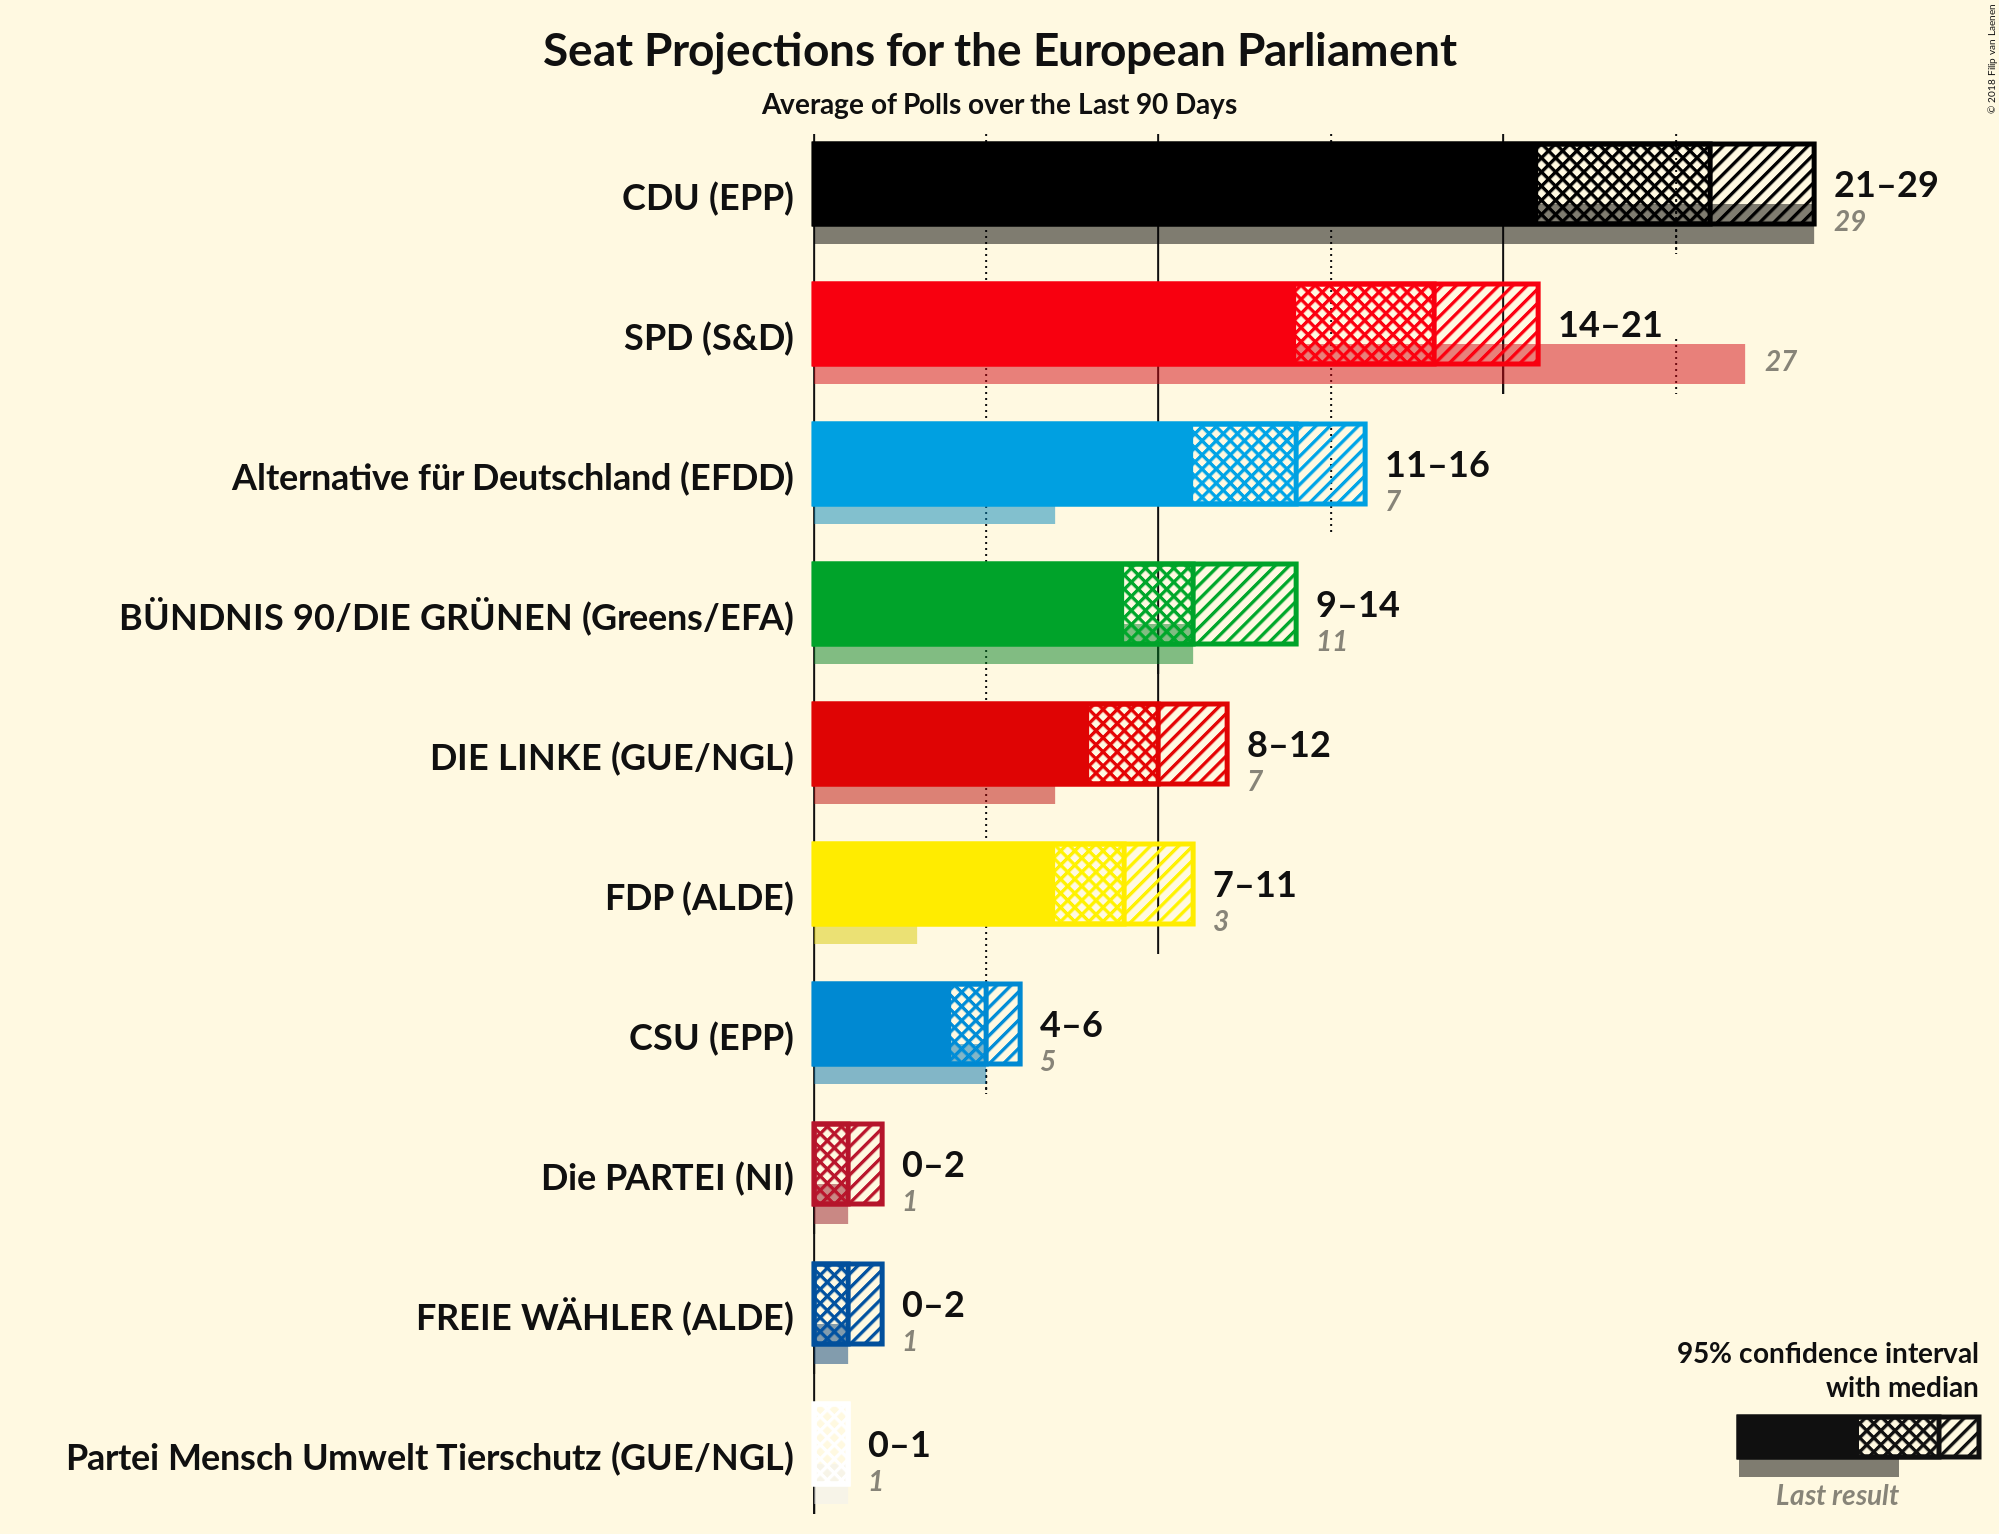 Seat Projections for the European Parliament
Average of Polls over the Last 90 Days
© 2018 Filip van Laenen
CDU (EPP)
21–29
29
SPD (S&D)
14–21
27
Alternative für Deutschland (EFDD)
11–16
7
BÜNDNIS 90/DIE GRÜNEN (Greens/EFA)
9–14
11
DIE LINKE (GUE/NGL)
8–12
7
FDP (ALDE)
7–11
3
CSU (EPP)
4–6
5
Die PARTEI (NI)
0–2
1
FREIE WÄHLER (ALDE)
0–2
1
Partei Mensch Umwelt Tierschutz (GUE/NGL)
0–1
1
95% confidence interval
with median
Last result